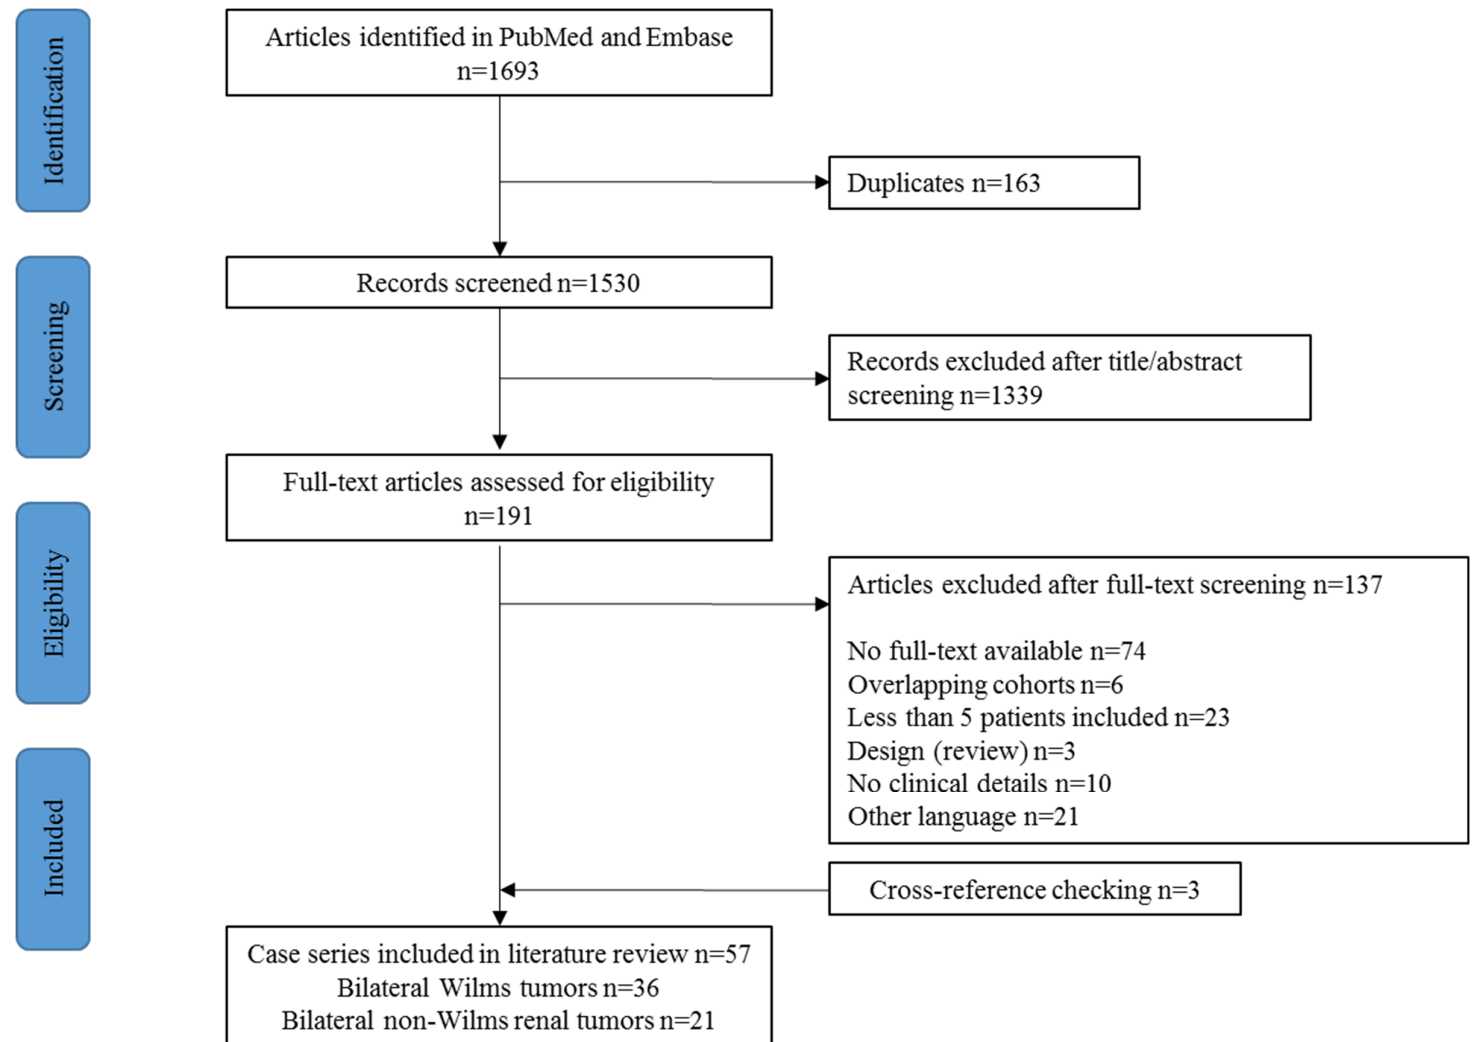 Identification
Articles identified in PubMed and Embase
n=1693
Duplicates n=163
Screening
Records screened n=1530
Records excluded after title/abstract
screening n=1339
Full-text articles assessed for eligibility
n=191
Eligibility
Articles excluded after full-text screening n=137
No full-text available n=74
Overlapping cohorts n=6
Less than 5 patients included n=23
Design (review) n=3
No clinical details n=10
Other language n=21
Included
Cross-reference checking n=3
Case series included in literature review n=57
Bilateral Wilms tumors n=36
Bilateral non-Wilms renal tumors n=21